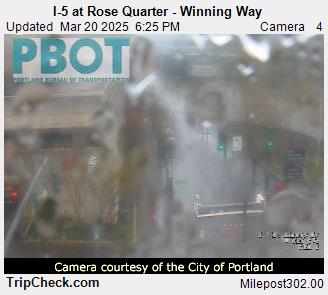 I-5 at Rose Quarter - Winning Way
Updated Mar 20 2025 6:25 PM Camera 4
PBOT
PORTLAND BUREAU OF TRANSPORTATION
Camera courtesy of the City of Portland
TripCheck.com Milepost302.00